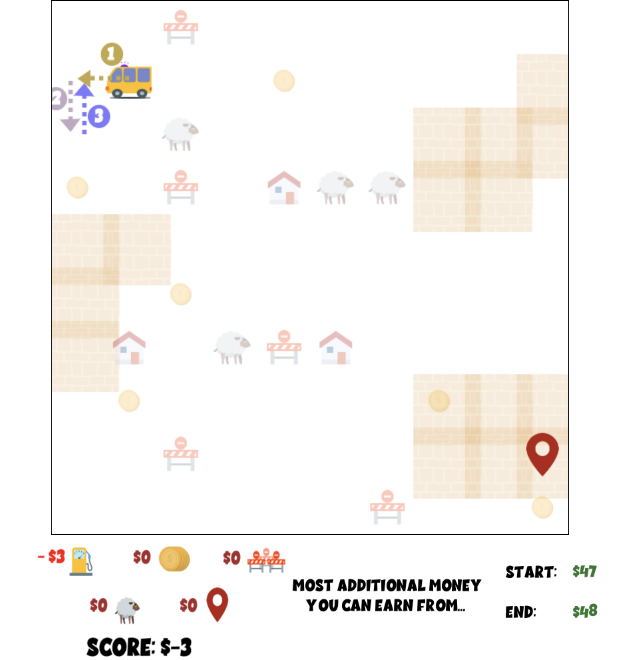 1
2
3
- $3
$0
$0
$0
$0
SCORE: $-3
MOST ADDITIONAL MONEY
YOU CAN EARN FROM...
START: $47
END: $48